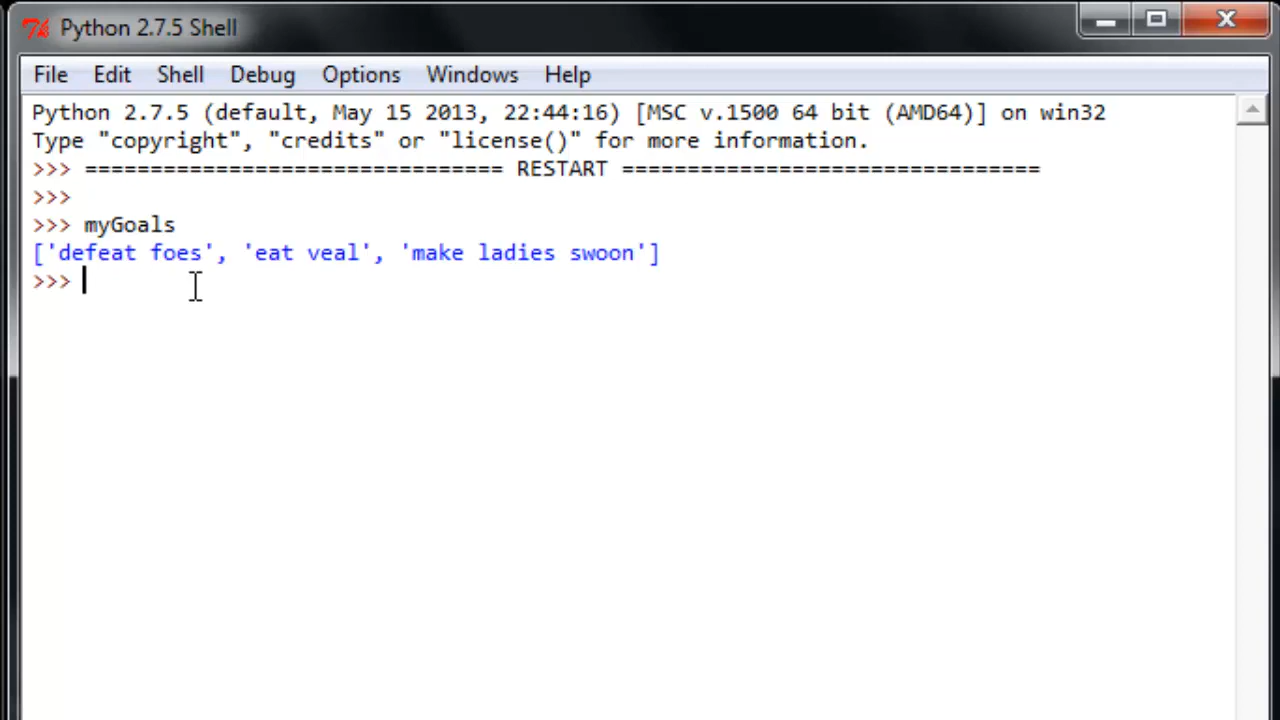 Python 2.7.5 Shell
File Edit Shell Debug Options Windows Help
Python 2.7.5 (default, May 15 2013, 22:44:16) [MSC v.1500 64 bit (AMD64)] on win32
Type "copyright", "credits" or "license()" for more information.
>>> ================================ RESTART ================================
>>>
>>> myGoals
['defeat foes', 'eat veal', 'make ladies swoon']
>>>